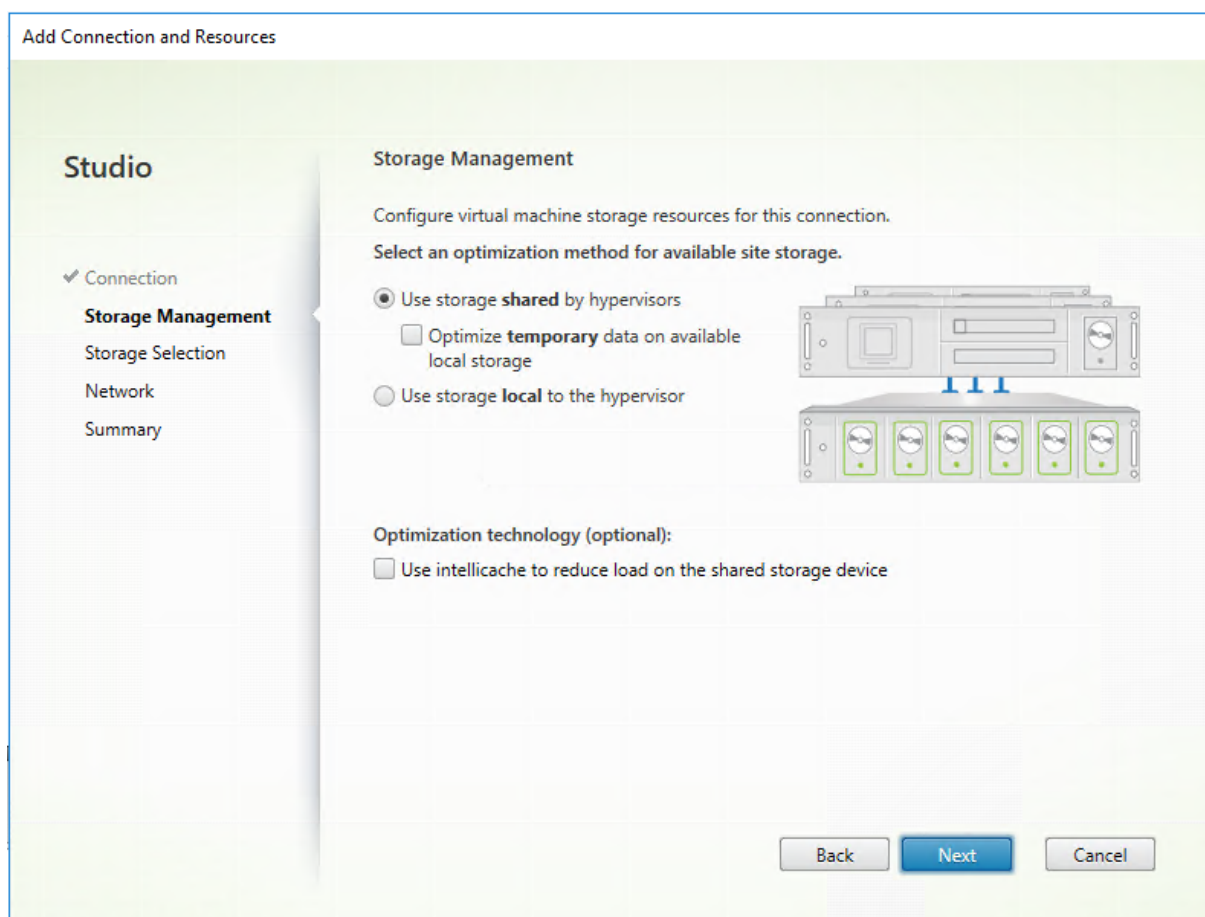 Add Connection and Resources
Studio
Connection
Storage Management
Storage Selection
Network
Summary
Storage Management
Configure virtual machine storage resources for this connection.
Select an optimization method for available site storage.
Use storage shared by hypervisors
Optimize temporary data on available
local storage
Use storage local to the hypervisor
Optimization technology (optional):
Use intellicache to reduce load on the shared storage device
Back
Next
Cancel